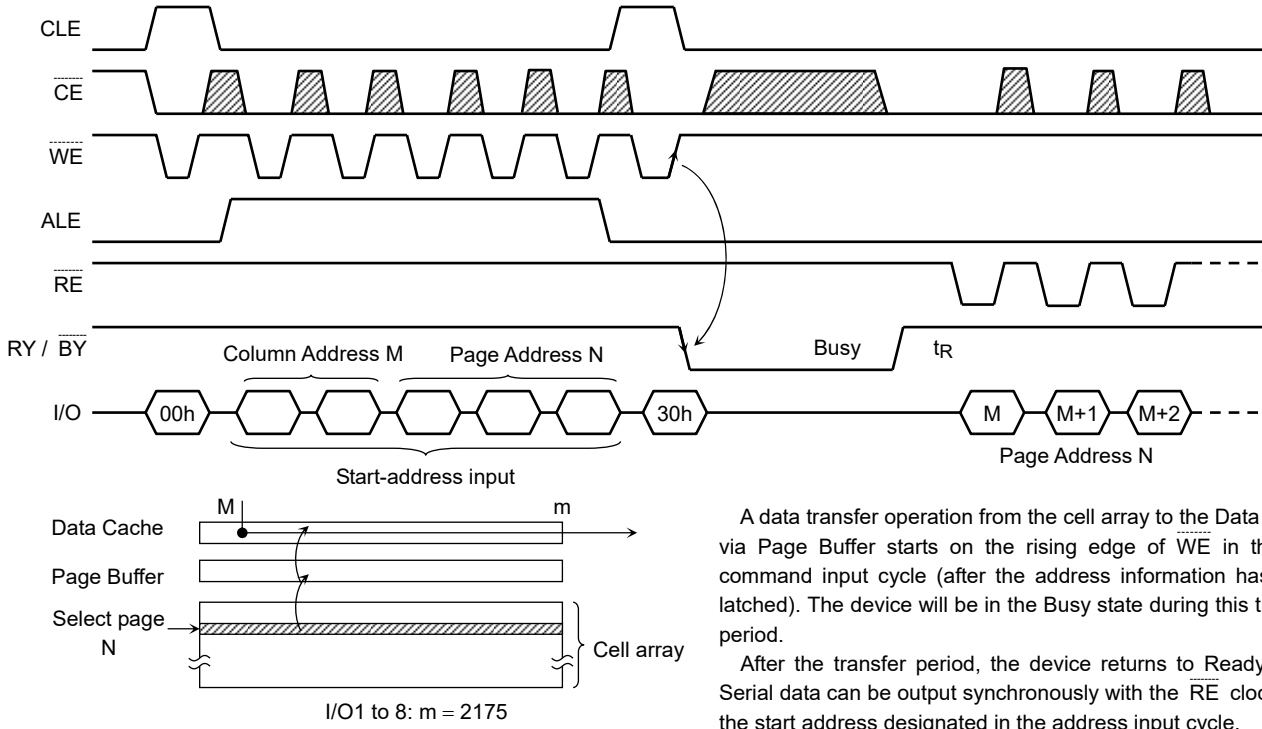 CLE
CE
WE
ALE
RE
RY / BY
Column Address M
Page Address N
Busy
tR
I/O
00h
30h
M
M+1
M+2
Start-address input
Page Address N
M
m
Data Cache
Page Buffer
Select page
N
Cell array
I/O1 to 8: m = 2175
A data transfer operation from the cell array to the Data
via Page Buffer starts on the rising edge of WE in th
command input cycle (after the address information has
latched). The device will be in the Busy state during this t
period.
After the transfer period, the device returns to Ready
Serial data can be output synchronously with the RE cloc
the start address designated in the address input cycle.